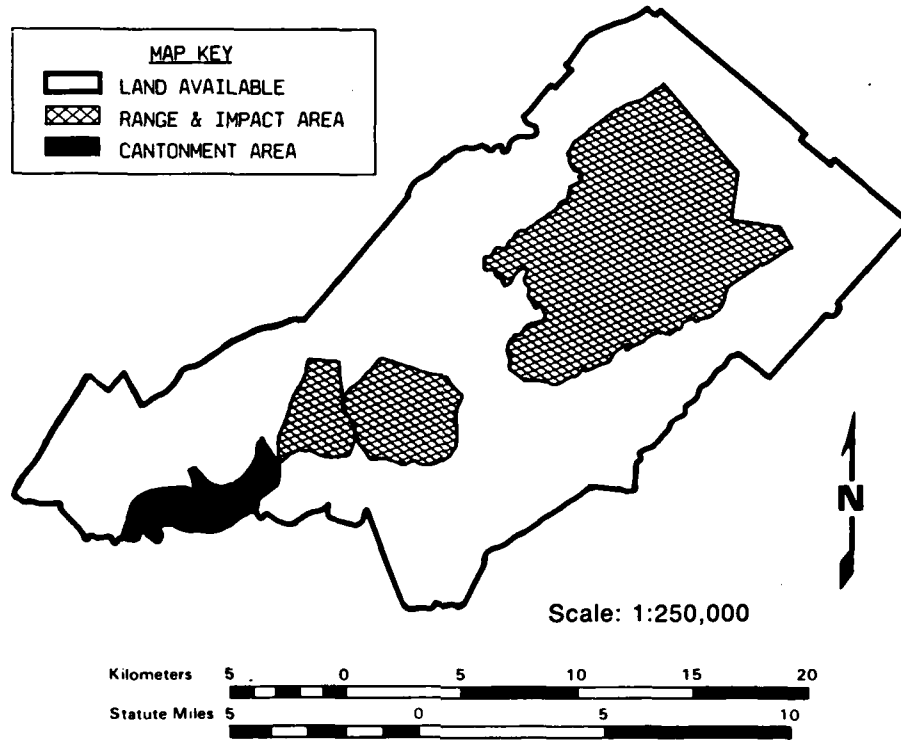 MAP KEY
LAND AVAILABLE
RANGE & IMPACT AREA
CANTONMENT AREA
N
Scale: 1:250,000
Kilometers 5 0 5 10 15 20
Statute Miles 5 0 5 10